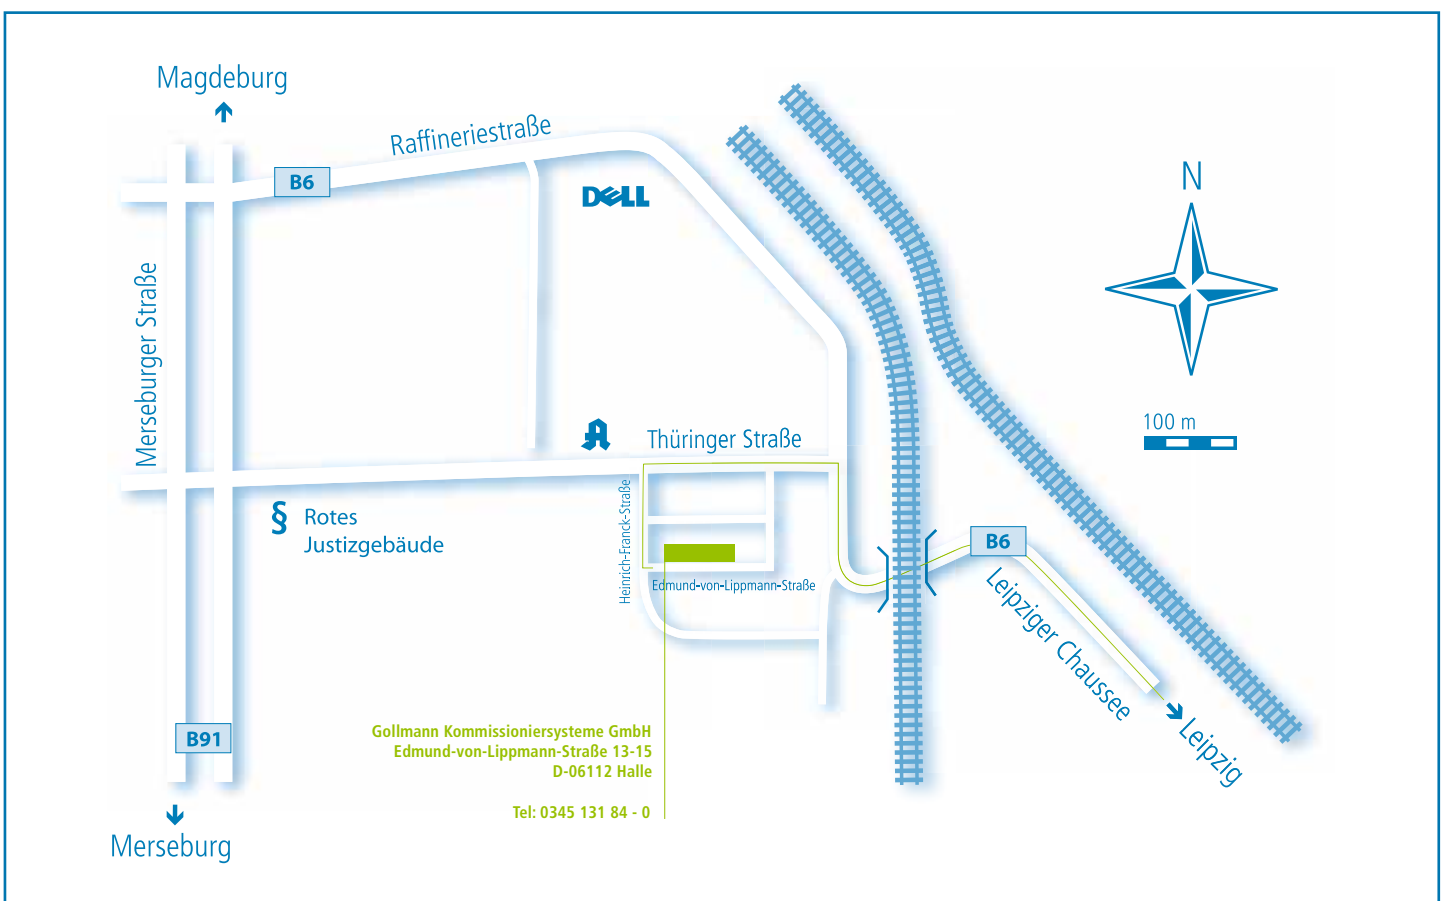 Magdeburg
Raffineriestraße
B6
DELL
N
Merseburger Straße
100 m
A
Thüringer Straße
Heinrich-Franck-Straße
§ Rotes
Justizgebäude
B6
Edmund-von-Lippmann-Straße
Leipziger Chaussee
Leipzig
B91
Gollmann Kommissioniersysteme GmbH
Edmund-von-Lippmann-Straße 13-15
D-06112 Halle
Tel: 0345 131 84 - 0
Merseburg